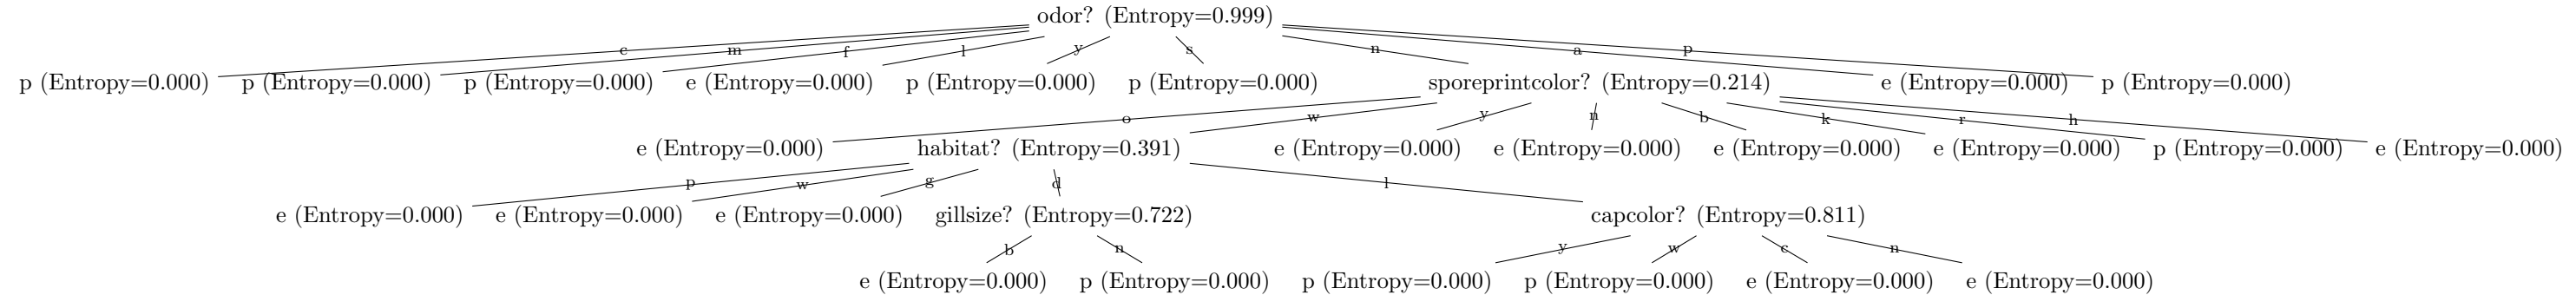 odor? (Entropy=0.999)
c m f l y s n a p
p (Entropy=0.000) p (Entropy=0.000) p (Entropy=0.000) e (Entropy=0.000) p (Entropy=0.000) p (Entropy=0.000) sporeprintcolor? (Entropy=0.214) e (Entropy=0.000) p (Entropy=0.000)
o w y n b k r h
e (Entropy=0.000) habitat? (Entropy=0.391) e (Entropy=0.000) e (Entropy=0.000) e (Entropy=0.000) e (Entropy=0.000) p (Entropy=0.000) e (Entropy=0.000)
p w g d l
e (Entropy=0.000) e (Entropy=0.000) e (Entropy=0.000) gillsize? (Entropy=0.722) capcolor? (Entropy=0.811)
b n y w c n
e (Entropy=0.000) p (Entropy=0.000) p (Entropy=0.000) p (Entropy=0.000) e (Entropy=0.000) e (Entropy=0.000)